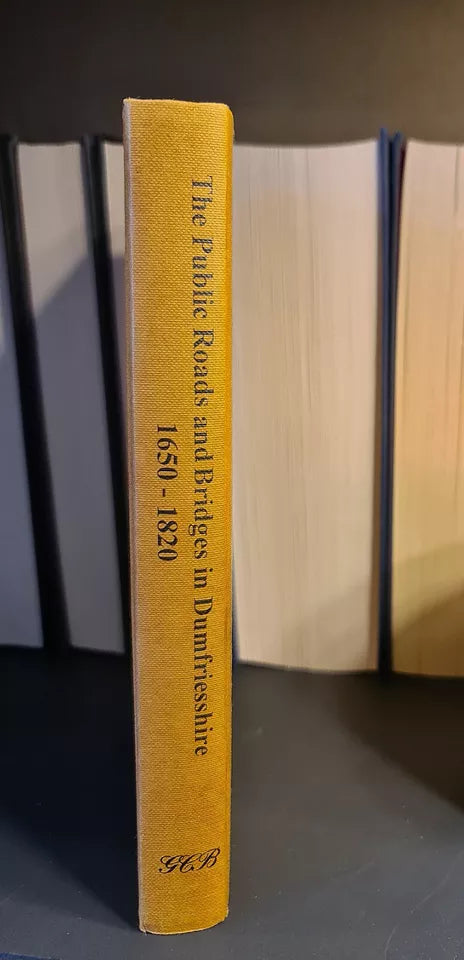 The Public Roads and Bridges in Dumfriesshire
1650 - 1820
GCB